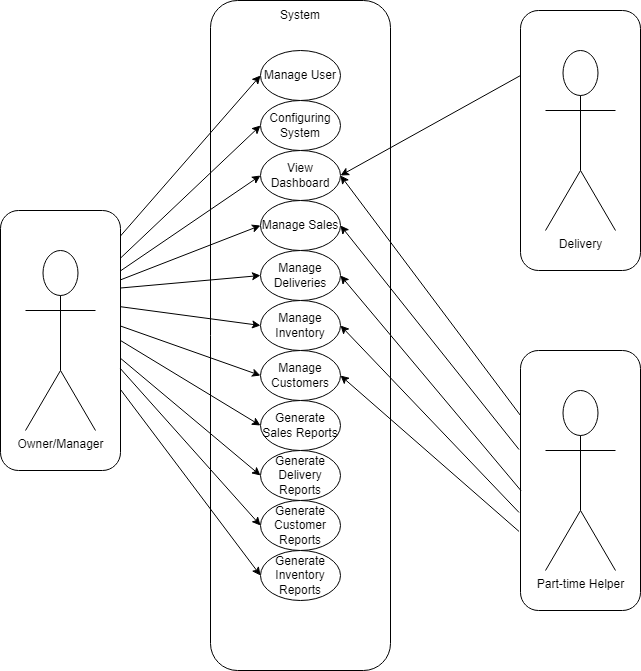 System
Manage User
Configuring
System
View
Dashboard
Manage Sales
Manage
Deliveries
Manage
Inventory
Manage
Customers
Generate
Sales Reports
Generate
Delivery
Reports
Generate
Customer
Reports
Generate
Inventory
Reports
Owner/Manager
Delivery
Part-time Helper